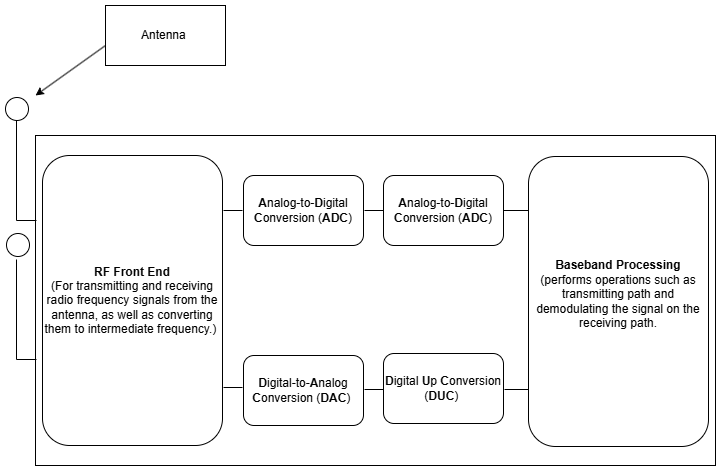 Antenna
Analog-to-Digital
Conversion (ADC)
Analog-to-Digital
Conversion (ADC)
RF Front End
(For transmitting and receiving
radio frequency signals from the
antenna, as well as converting
them to intermediate frequency.)
Baseband Processing
(performs operations such as
transmitting path and
demodulating the signal on the
receiving path.
Digital-to-Analog
Conversion (DAC)
Digital Up Conversion
(DUC)